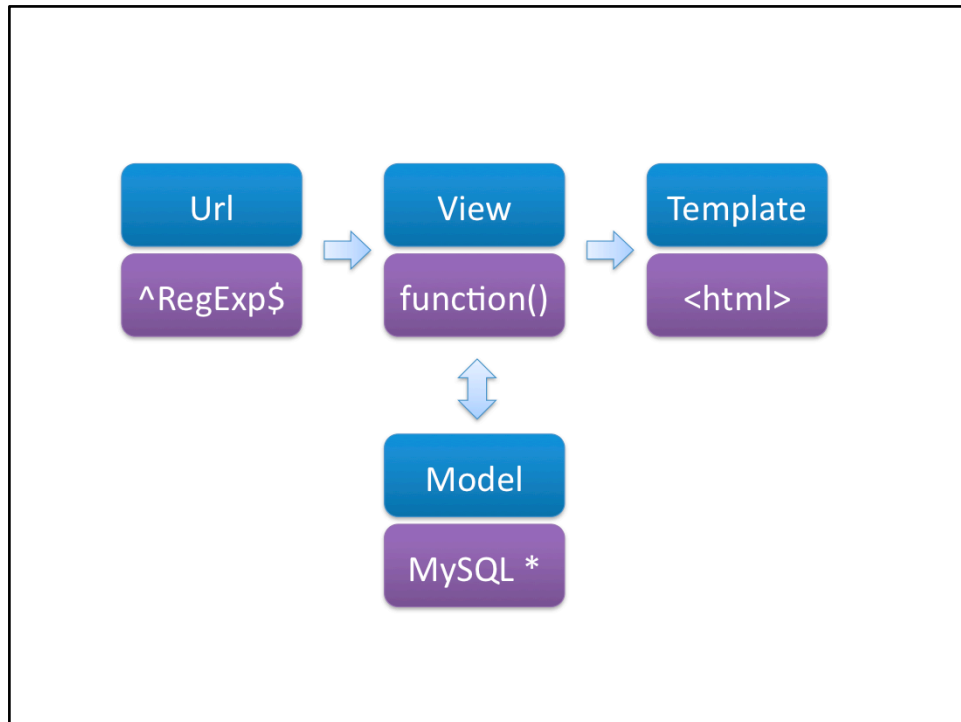 Url
^RegExp$
View
function()
Template
<html>
Model
MySQL *